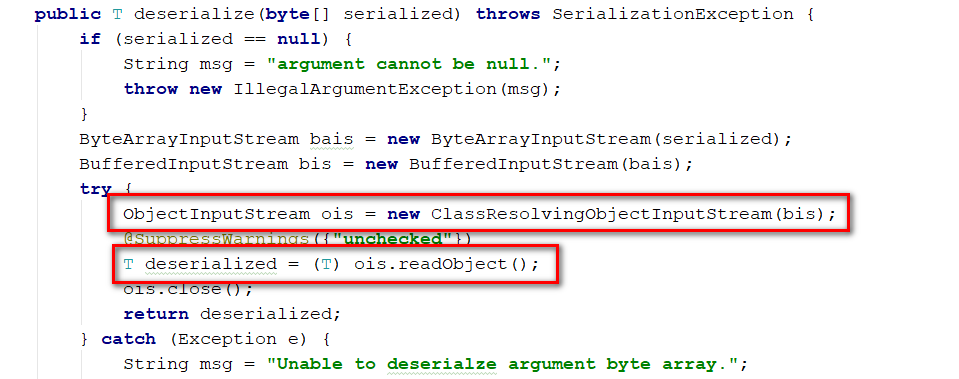 public T deserialize(byte[] serialized) throws SerializationException {
if (serialized == null) {
String msg = "argument cannot be null.";
throw new IllegalArgumentException(msg);
}
ByteArrayInputStream bais = new ByteArrayInputStream(serialized);
BufferedInputStream bis = new BufferedInputStream(bais);
try {
ObjectInputStream ois = new ClassResolvingObjectInputStream(bis);
@SuppressWarnings({"unchecked"})
T deserialized = (T) ois.readObject();
ois.close();
return deserialized;
} catch (Exception e) {
String msg = "Unable to deserialze argument byte array.";